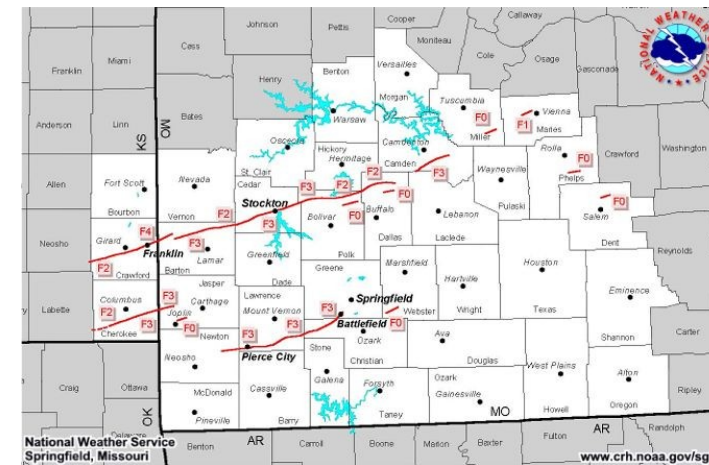 Cooper
Callaway
Johnson
Pettis
Moniteau
Cole
Osage
Gasconade
NATIONAL WEATHER
Cass
Versailles
Benton
Morgan
Franklin
Miami
Henry
Tuscumbia
F0
Vienna
F1
Maries
Miller
Warsaw
Anderson
Linn
KS
MO
Bates
Osceola
Hickory
Hermitage
Camdenton
Camden
Rolla
F0
Phelps
Crawford
Washington
Allen
Fort Scott
Bourbon
Nevada
Vernon
St. Clair
Cedar
F3
F2
F2
F3
Waynesville
Pulaski
Stockton
F2
F3
F0
Bolivar
F0
Buffalo
Dallas
Polk
Lebanon
Laclede
F0
Salem
Dent
Reynolds
Neosho
Girard
F4
Franklin
F2
Crawford
F3
Barton
Lamar
Greenfield
Dade
Greene
Marshfield
Webster
Hartville
Wright
Houston
Texas
Eminence
Shannon
Labette
Columbus
F2
F3
Cherokee
F3
Joplin
F0
Jasper
Carthage
Newton
Lawrence
Mount Vernon
F3
F3
F3
Springfield
Battlefield
F0
Ozark
Christian
Carter
Neosho
Pierce City
Stone
Galena
Ava
Douglas
West Plains
Howell
Alton
Oregon
Ripley
Craig
Ottawa
McDonald
Pineville
Cassville
Barry
Forsyth
Taney
Ozark
Gainesville
MO
OK
AR
AR
National Weather Service
Springfield, Missouri
Benton
Carroll
Boone
Marion
Baxter
Fulton
Randolph
www.crh.noaa.gov/sg